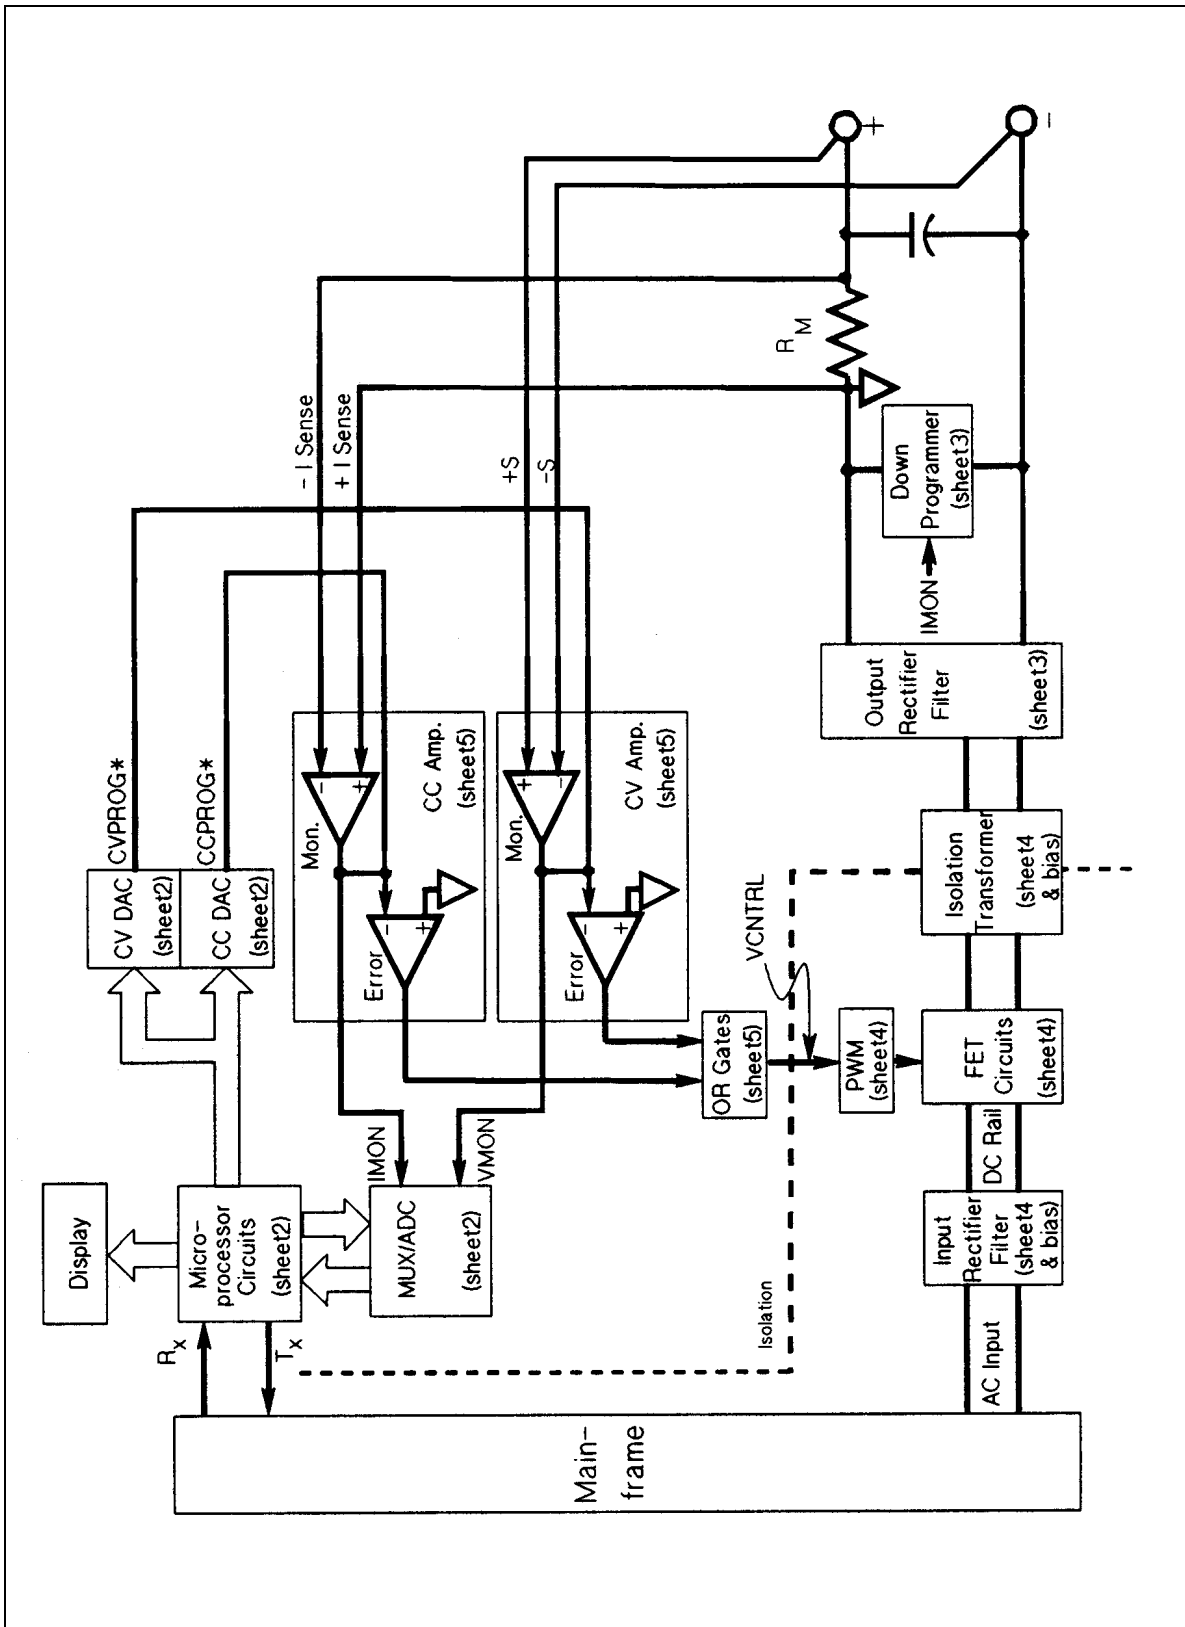 Display
Micro-
processor
Circuits
(sheet2)
Rx
Tx
CV DAC
(sheet2)
CC DAC
(sheet2)
CVPROG*
CCPROG*
MUX/ADC
(sheet2)
IMON
VMON
Mon.
-
+
Error
-
+
CC Amp.
(sheet5)
Mon.
+
-
Error
-
+
CV Amp.
(sheet5)
- I Sense
+ I Sense
+S
-S
OR Gates
(sheet5)
VCNTRL
Isolation
PWM
(sheet4)
Main-
frame
AC Input
Input
Rectifier
Filter
(sheet4
& bias)
DC Rail
FET
Circuits
(sheet4)
Isolation
Transformer
(sheet4
& bias)
Output
Rectifier
Filter
(sheet3)
IMON
Down
Programmer
(sheet3)
RM
+
-